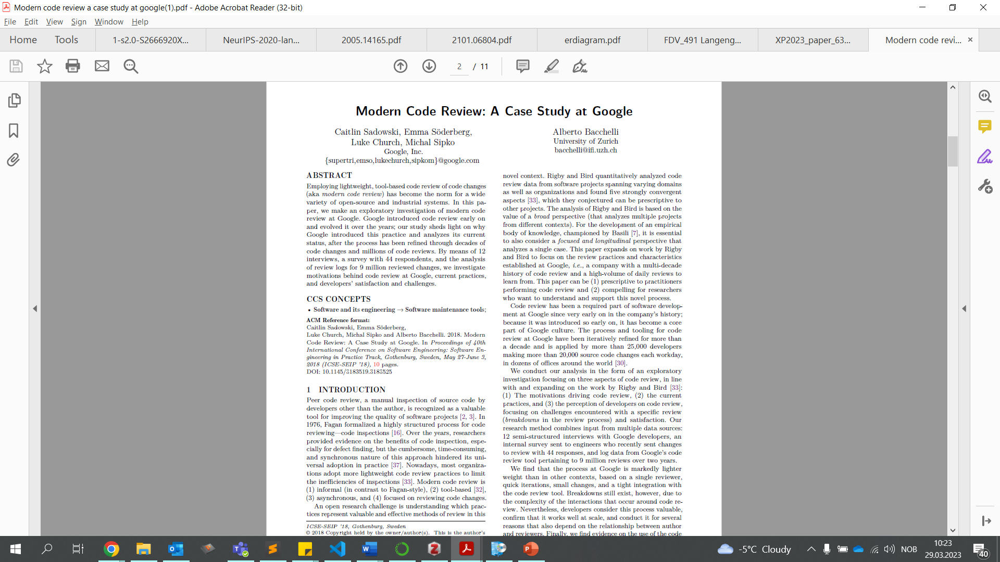 Modern code review a case study at google(1).pdf - Adobe Acrobat Reader (32-bit)
File Edit View Sign Window Help
Home Tools 1-s2.0-S2666920X... NeurIPS-2020-lan... 2005.14165.pdf 2101.06804.pdf erdiagram.pdf FDV_491 Langeng... XP2023_paper_63... Modern code revi... ×
2 / 11
Modern Code Review: A Case Study at Google
Caitlin Sadowski, Emma Söderberg,
Luke Church, Michal Sipko
Google, Inc.
{supertri,emso,lukechurch,sipkom}@google.com
Alberto Bacchelli
University of Zurich
bacchelli@ifi.uzh.ch
ABSTRACT
Employing lightweight, tool-based code review of code changes
(aka modern code review) has become the norm for a wide
variety of open-source and industrial systems. In this pa-
per, we make an exploratory investigation of modern code
review at Google. Google introduced code review early on
and evolved it over the years; our study sheds light on why
Google introduced this practice and analyzes its current
status, after the process has been refined through decades of
code changes and millions of code reviews. By means of 12
interviews, a survey with 44 respondents, and the analysis
of review logs for 9 million reviewed changes, we investigate
motivations behind code review at Google, current practices,
and developers' satisfaction and challenges.
CCS CONCEPTS
• Software and its engineering → Software maintenance tools;
ACM Reference format:
Caitlin Sadowski, Emma Söderberg,
Luke Church, Michal Sipko and Alberto Bacchelli. 2018. Modern
Code Review: A Case Study at Google. In Proceedings of 40th
International Conference on Software Engineering: Software En-
gineering in Practice Track, Gothenburg, Sweden, May 27-June 3,
2018 (ICSE-SEIP '18), 10 pages.
DOI: 10.1145/3183519.3183525
1 INTRODUCTION
Peer code review, a manual inspection of source code by
developers other than the author, is recognized as a valuable
tool for improving the quality of software projects [2, 3]. In
1976, Fagan formalized a highly structured process for code
reviewing—code inspections [16]. Over the years, researchers
provided evidence on the benefits of code inspection, espe-
cially for defect finding, but the cumbersome, time-consuming,
and synchronous nature of this approach hindered its uni-
versal adoption in practice [37]. Nowadays, most organiza-
tions adopt more lightweight code review practices to limit
the inefficiencies of inspections [33]. Modern code review is
(1) informal (in contrast to Fagan-style), (2) tool-based [32],
(3) asynchronous, and (4) focused on reviewing code changes.
An open research challenge is understanding which prac-
tices represent valuable and effective methods of review in this
ICSE-SEIP '18, Gothenburg, Sweden
© 2018 Copyright held by the owner/author(s). This is the author's
novel context. Rigby and Bird quantitatively analyzed code
review data from software projects spanning varying domains
as well as organizations and found five strongly convergent
aspects [33], which they conjectured can be prescriptive to
other projects. The analysis of Rigby and Bird is based on the
value of a broad perspective (that analyzes multiple projects
from different contexts). For the development of an empirical
body of knowledge, championed by Basili [7], it is essential
to also consider a focused and longitudinal perspective that
analyzes a single case. This paper expands on work by Rigby
and Bird to focus on the review practices and characteristics
established at Google, i.e., a company with a multi-decade
history of code review and a high-volume of daily reviews to
learn from. This paper can be (1) prescriptive to practitioners
performing code review and (2) compelling for researchers
who want to understand and support this novel process.
Code review has been a required part of software develop-
ment at Google since very early on in the company's history;
because it was introduced so early on, it has become a core
part of Google culture. The process and tooling for code
review at Google have been iteratively refined for more than
a decade and is applied by more than 25,000 developers
making more than 20,000 source code changes each workday,
in dozens of offices around the world [30].
We conduct our analysis in the form of an exploratory
investigation focusing on three aspects of code review, in line
with and expanding on the work by Rigby and Bird [33]:
(1) The motivations driving code review, (2) the current
practices, and (3) the perception of developers on code review,
focusing on challenges encountered with a specific review
(breakdowns in the review process) and satisfaction. Our
research method combines input from multiple data sources:
12 semi-structured interviews with Google developers, an
internal survey sent to engineers who recently sent changes
to review with 44 responses, and log data from Google's code
review tool pertaining to 9 million reviews over two years.
We find that the process at Google is markedly lighter
weight than in other contexts, based on a single reviewer,
quick iterations, small changes, and a tight integration with
the code review tool. Breakdowns still exist, however, due to
the complexity of the interactions that occur around code re-
view. Nevertheless, developers consider this process valuable,
confirm that it works well at scale, and conduct it for several
reasons that also depend on the relationship between author
and reviewers. Finally, we find evidence on the use of the code
-5°C Cloudy
NOB
10:23
29.03.2023
40